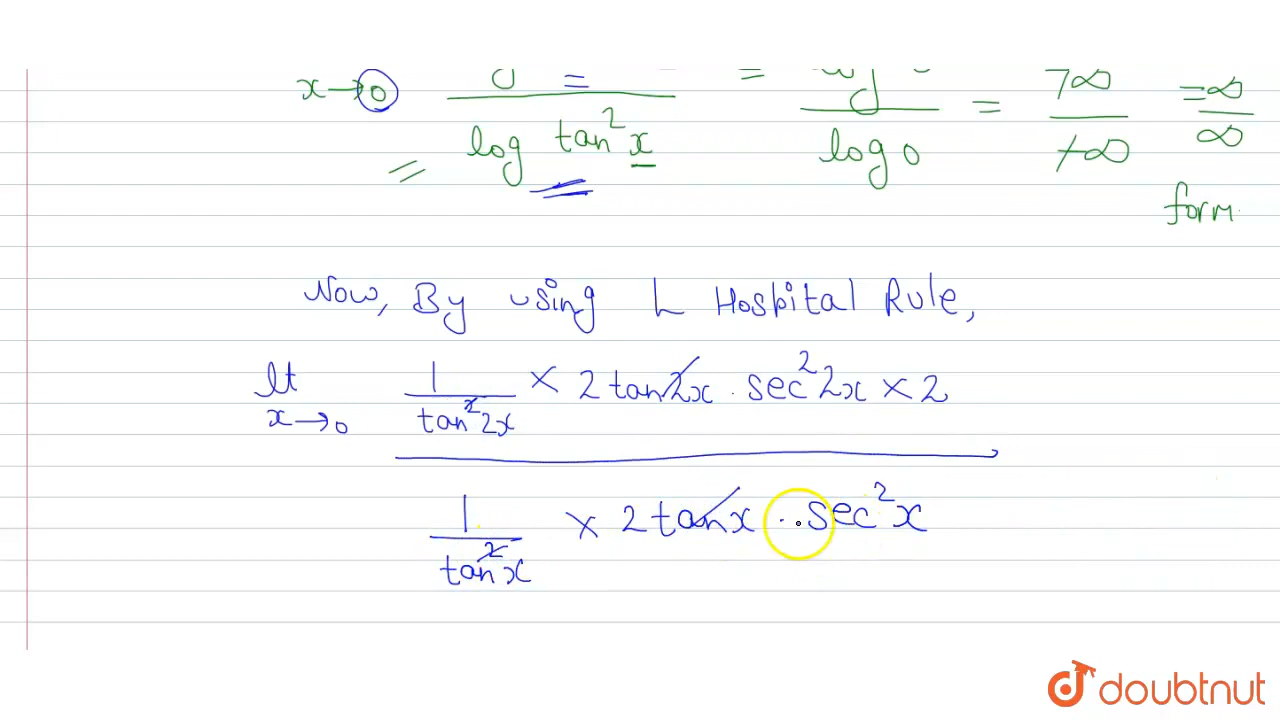 x→0
log tan²x
=
=
log 0
=
+∞
+∞
= ∞
∞
form
Now, By using L Hospital Rule,
lt x→0 1/tan²2x × 2 tan2x . sec²2x × 2
1/tan²x × 2 tanx . sec²x
doubtnut